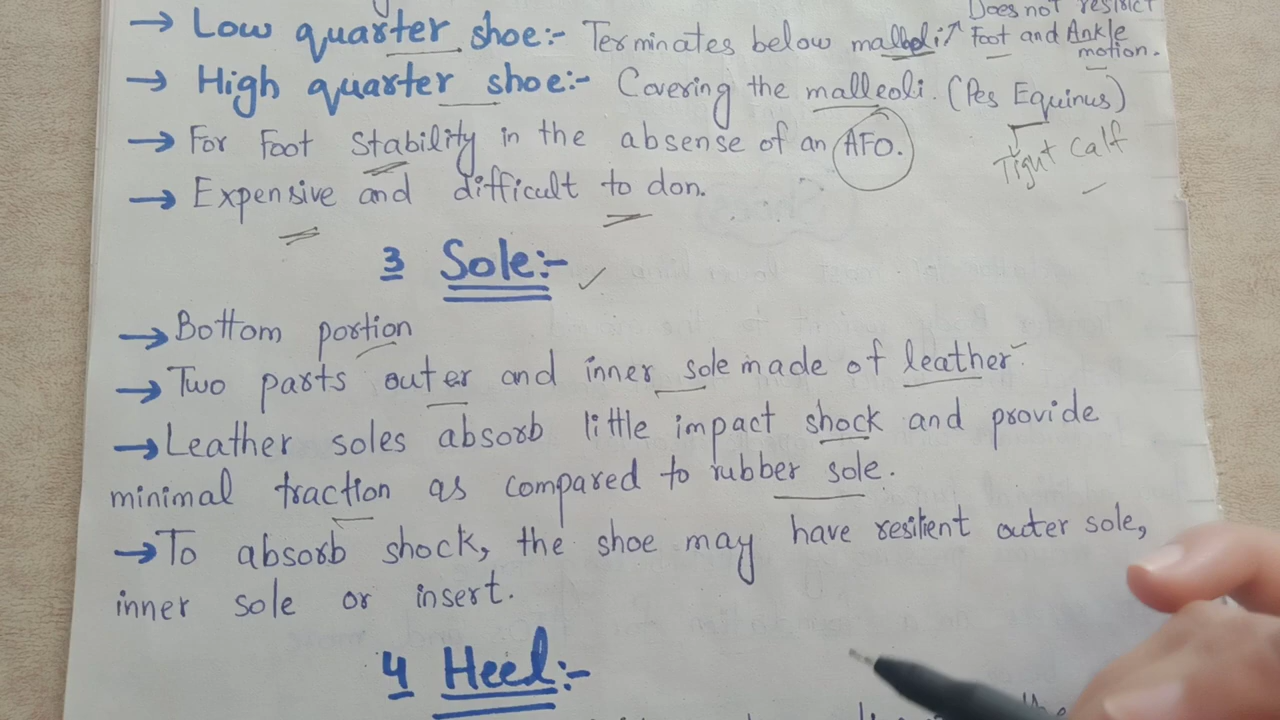 Does not restrict
→ Low quarter shoe:- Terminates below malleoli ↗ Foot and Ankle motion.
→ High quarter shoe:- Covering the malleoli. (Pes Equinus)
Tight Calf
→ For Foot Stability in the absense of an AFO.
→ Expensive and difficult to don.
3 Sole:- ✓
→ Bottom portion
→ Two parts outer and inner sole made of leather
→ Leather soles absorb little impact shock and provide
minimal traction as compared to rubber sole.
→ To absorb shock, the shoe may have resilient outer sole,
inner sole or insert.
4 Heel:-